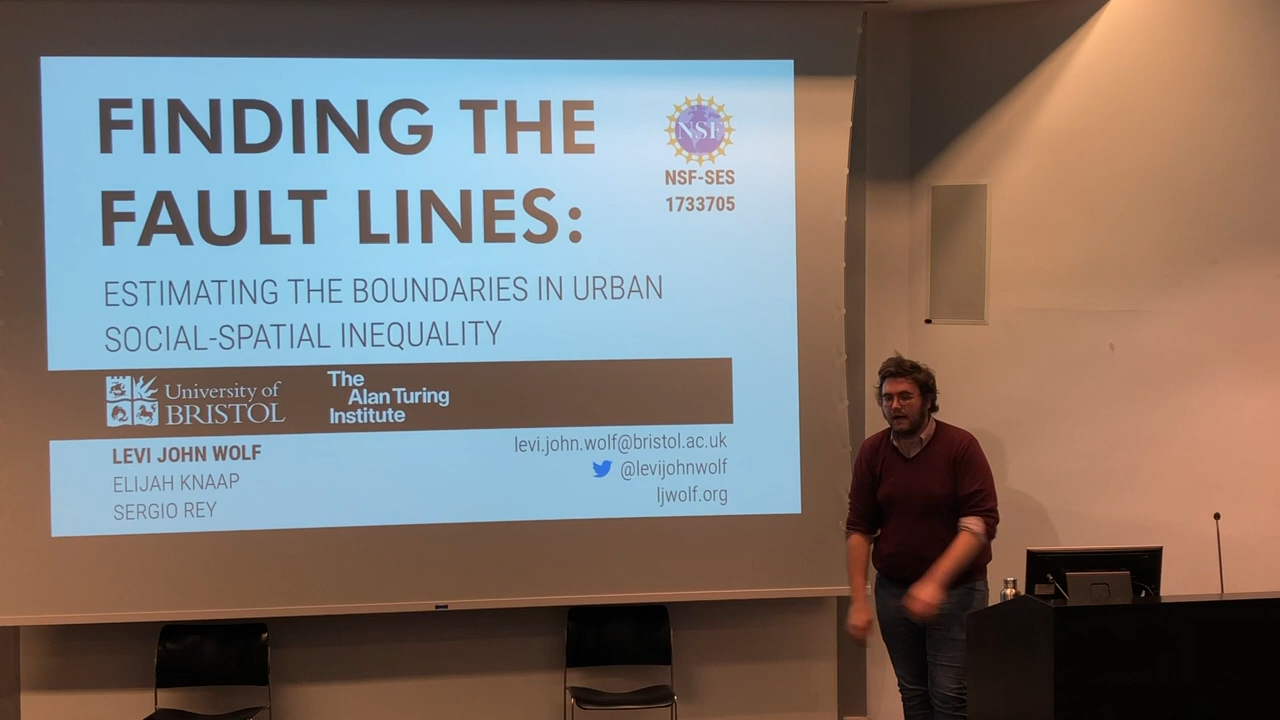 FINDING THE
FAULT LINES:
NSF
NSF-SES
1733705
ESTIMATING THE BOUNDARIES IN URBAN
SOCIAL-SPATIAL INEQUALITY
University of
BRISTOL
The
Alan Turing
Institute
LEVI JOHN WOLF
ELIJAH KNAAP
SERGIO REY
levi.john.wolf@bristol.ac.uk
@levijohnwolf
ljwolf.org